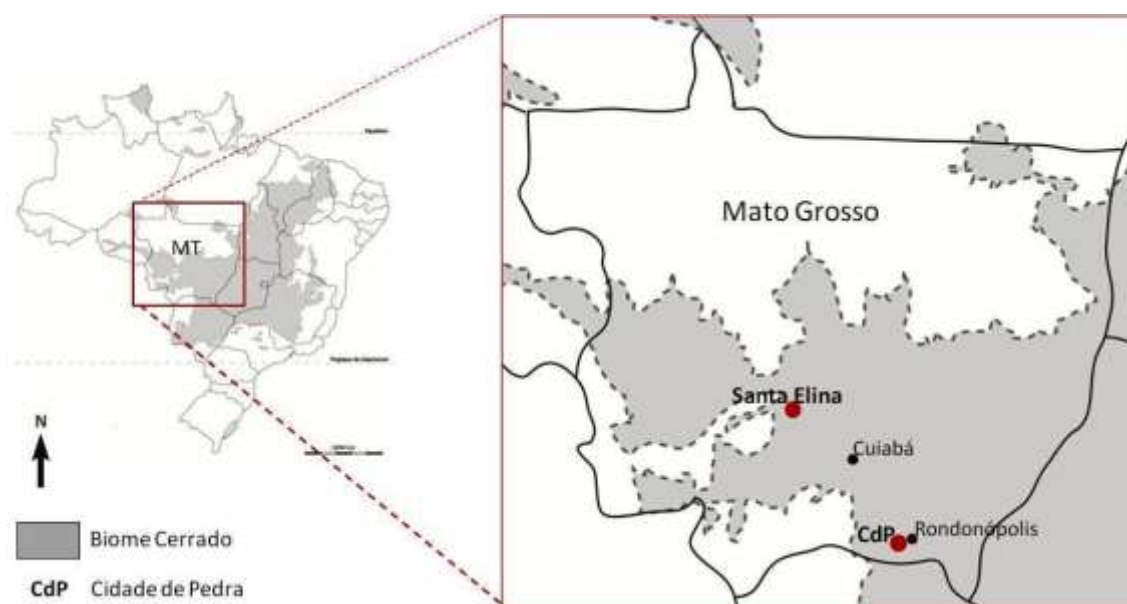 Mato Grosso
MT
Santa Elina
Cuiabá
CdP
Rondonópolis
N
Biome Cerrado
CdP Cidade de Pedra